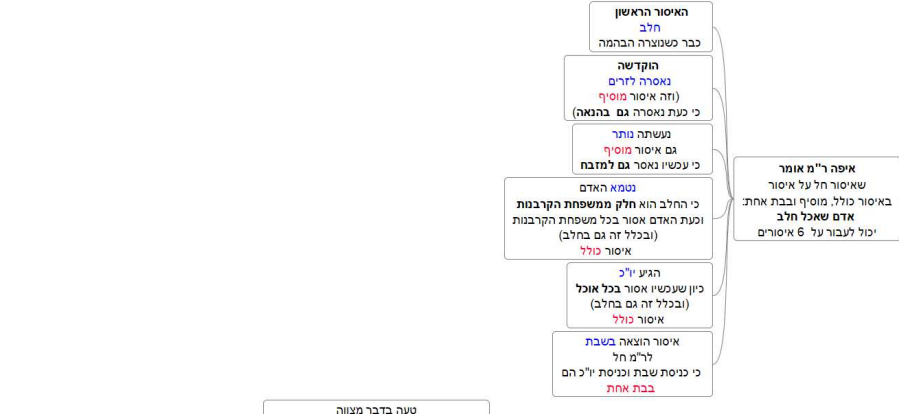 האיסור הראשון
חלב
כבר כשנוצרה הבהמה
הוקדשה
נאסרה לזרים
(וזה איסור מוסיף
כי כעת נאסרה גם בהנאה)
נעשתה נותר
גם איסור מוסיף
כי עכשיו נאסר גם למזבח
נטמא האדם
כי החלב הוא חלק ממשפחת הקרבנות
וכעת האדם אסור בכל משפחת הקרבנות
(ובכלל זה גם בחלב)
איסור כולל
הגיע יו"כ
כיון שעכשיו אסור בכל אוכל
(ובכלל זה גם בחלב)
איסור כולל
איסור הוצאה בשבת
לר"מ חל
כי כניסת שבת וכניסת יו"כ הם
בבת אחת
איפה ר"מ אומר
שאיסור חל על איסור
באיסור כולל, מוסיף ובבת אחת:
אדם שאכל חלב
יכול לעבור על 6 איסורים
טעה בדבר מצווה